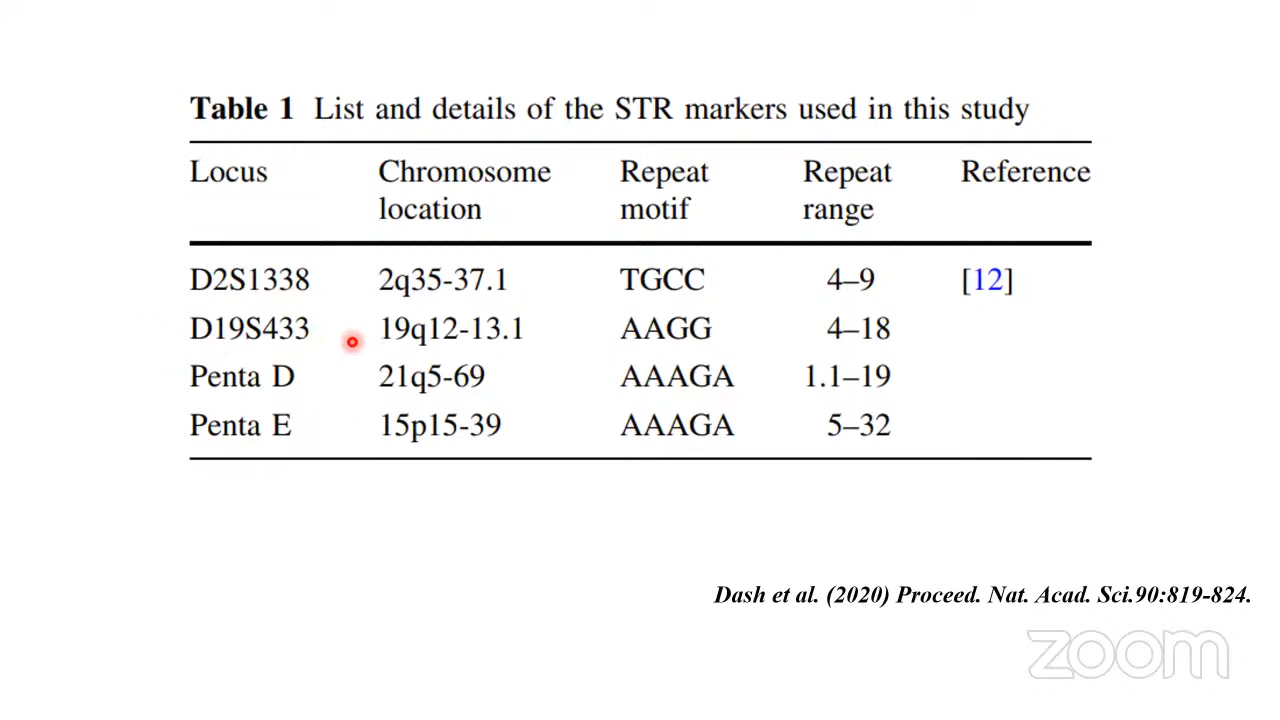 Table 1 List and details of the STR markers used in this study
Locus Chromosome location Repeat motif Repeat range Reference
D2S1338 2q35-37.1 TGCC 4–9 [12]
D19S433 19q12-13.1 AAGG 4–18
Penta D 21q5-69 AAAGA 1.1–19
Penta E 15p15-39 AAAGA 5–32
Dash et al. (2020) Proceed. Nat. Acad. Sci.90:819-824.
zoom